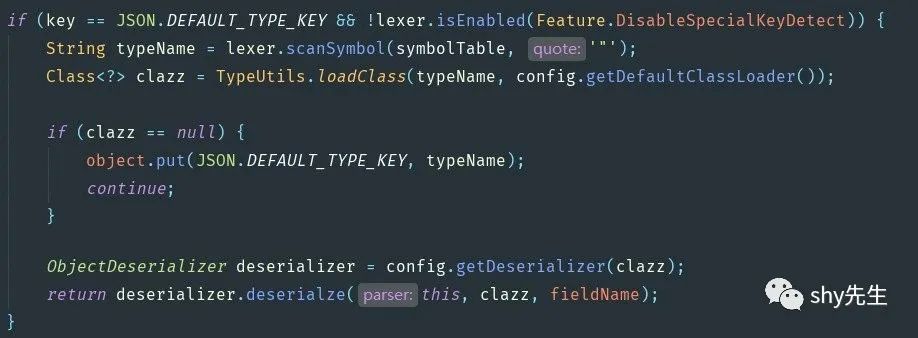 if (key == JSON.DEFAULT_TYPE_KEY && !lexer.isEnabled(Feature.DisableSpecialKeyDetect)) {
String typeName = lexer.scanSymbol(symbolTable, quote: '"');
Class<?> clazz = TypeUtils.loadClass(typeName, config.getDefaultClassLoader());
if (clazz == null) {
object.put(JSON.DEFAULT_TYPE_KEY, typeName);
continue;
}
ObjectDeserializer deserializer = config.getDeserializer(clazz);
return deserializer.deserialze(parser: this, clazz, fieldName);
}
shy先生